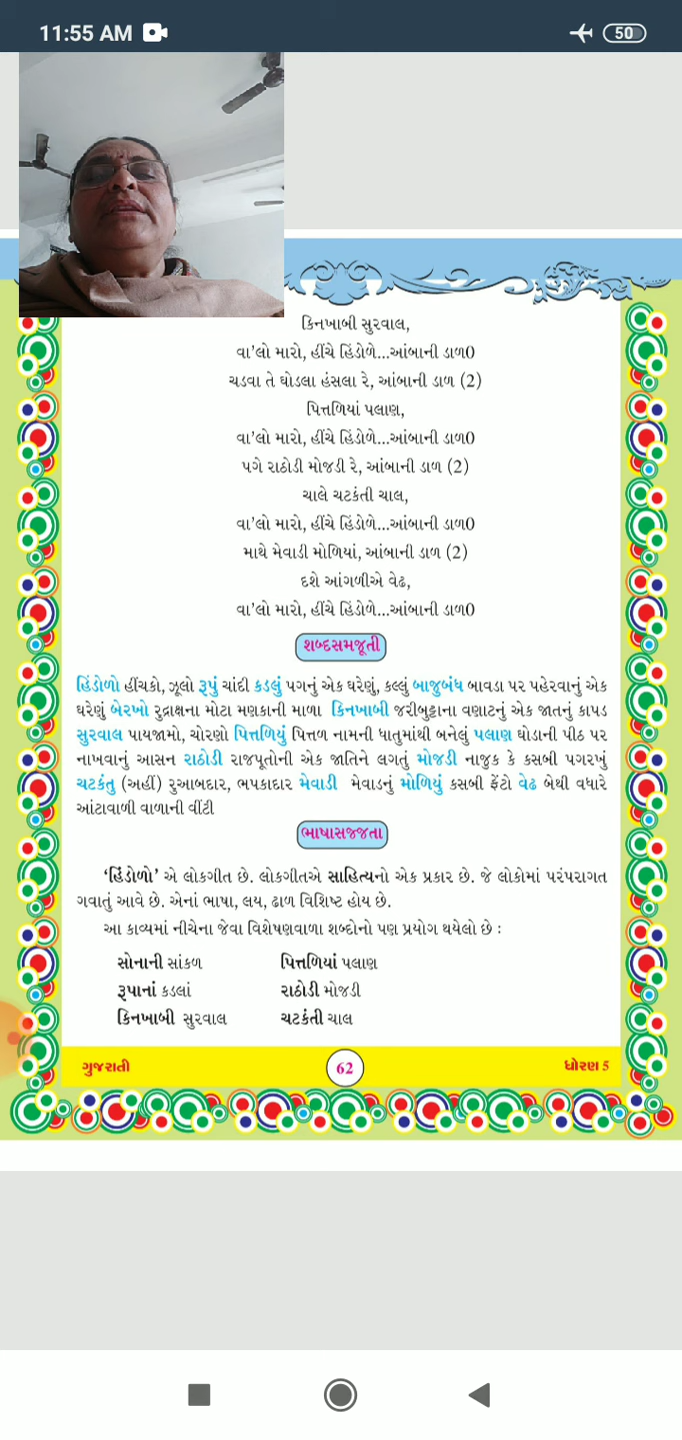 11:55 AM
50
કિનખાબી સુરવાલ,
વા'લો મારો, હીંચે હિંડોળે...આંબાની ડાળ0
ચડવા તે ઘોડલા હંસલા રે, આંબાની ડાળ (2)
પિત્તળિયાં પલાણ,
વા'લો મારો, હીંચે હિંડોળે...આંબાની ડાળ0
પગે રાઠોડી મોજડી રે, આંબાની ડાળ (2)
ચાલે ચટકંતી ચાલ,
વા'લો મારો, હીંચે હિંડોળે...આંબાની ડાળ0
માથે મેવાડી મોળિયાં, આંબાની ડાળ (2)
દશે આંગળીએ વેઢ,
વા'લો મારો, હીંચે હિંડોળે...આંબાની ડાળ0
શબ્દસમજૂતી
હિંડોળો હીંચકો, ઝૂલો રૂપું ચાંદી કડલું પગનું એક ઘરેણું, કલ્લું બાજુબંધ બાવડા પર પહેરવાનું એક
ઘરેણું બેરખો રુદ્રાક્ષના મોટા મણકાની માળા કિનખાબી જરીબુટ્ટાના વણાટનું એક જાતનું કાપડ
સુરવાલ પાયજામો, ચોરણો પિત્તળિયું પિત્તળ નામની ધાતુમાંથી બનેલું પલાણ ઘોડાની પીઠ પર
નાખવાનું આસન રાઠોડી રાજપૂતોની એક જાતિને લગતું મોજડી નાજુક કે કસબી પગરખું
ચટકંતુ (અહીં) રુઆબદાર, ભપકાદાર મેવાડી મેવાડનું મોળિયું કસબી ફેંટો વેઢ બેથી વધારે
આંટાવાળી વાળાની વીંટી
ભાષાસજ્જતા
‘હિંડોળો’ એ લોકગીત છે. લોકગીતએ સાહિત્યનો એક પ્રકાર છે. જે લોકોમાં પરંપરાગત
ગવાતું આવે છે. એનાં ભાષા, લય, ઢાળ વિશિષ્ટ હોય છે.
આ કાવ્યમાં નીચેના જેવા વિશેષણવાળા શબ્દોનો પણ પ્રયોગ થયેલો છે :
સોનાની સાંકળ પિત્તળિયાં પલાણ
રૂપાનાં કડલાં રાઠોડી મોજડી
કિનખાબી સુરવાલ ચટકંતી ચાલ
ગુજરાતી 62 ધોરણ 5